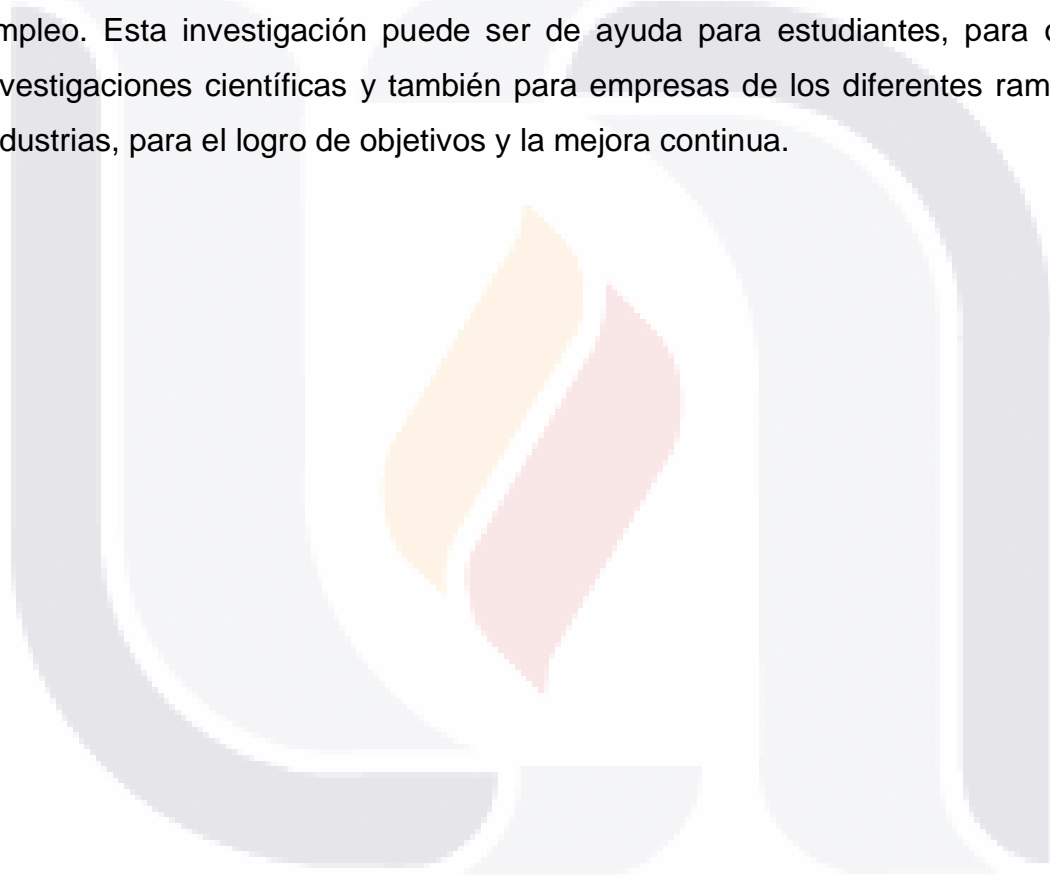 mpleo. Esta investigación puede ser de ayuda para estudiantes, para
vestigaciones científicas y también para empresas de los diferentes ram
dustrias, para el logro de objetivos y la mejora continua.